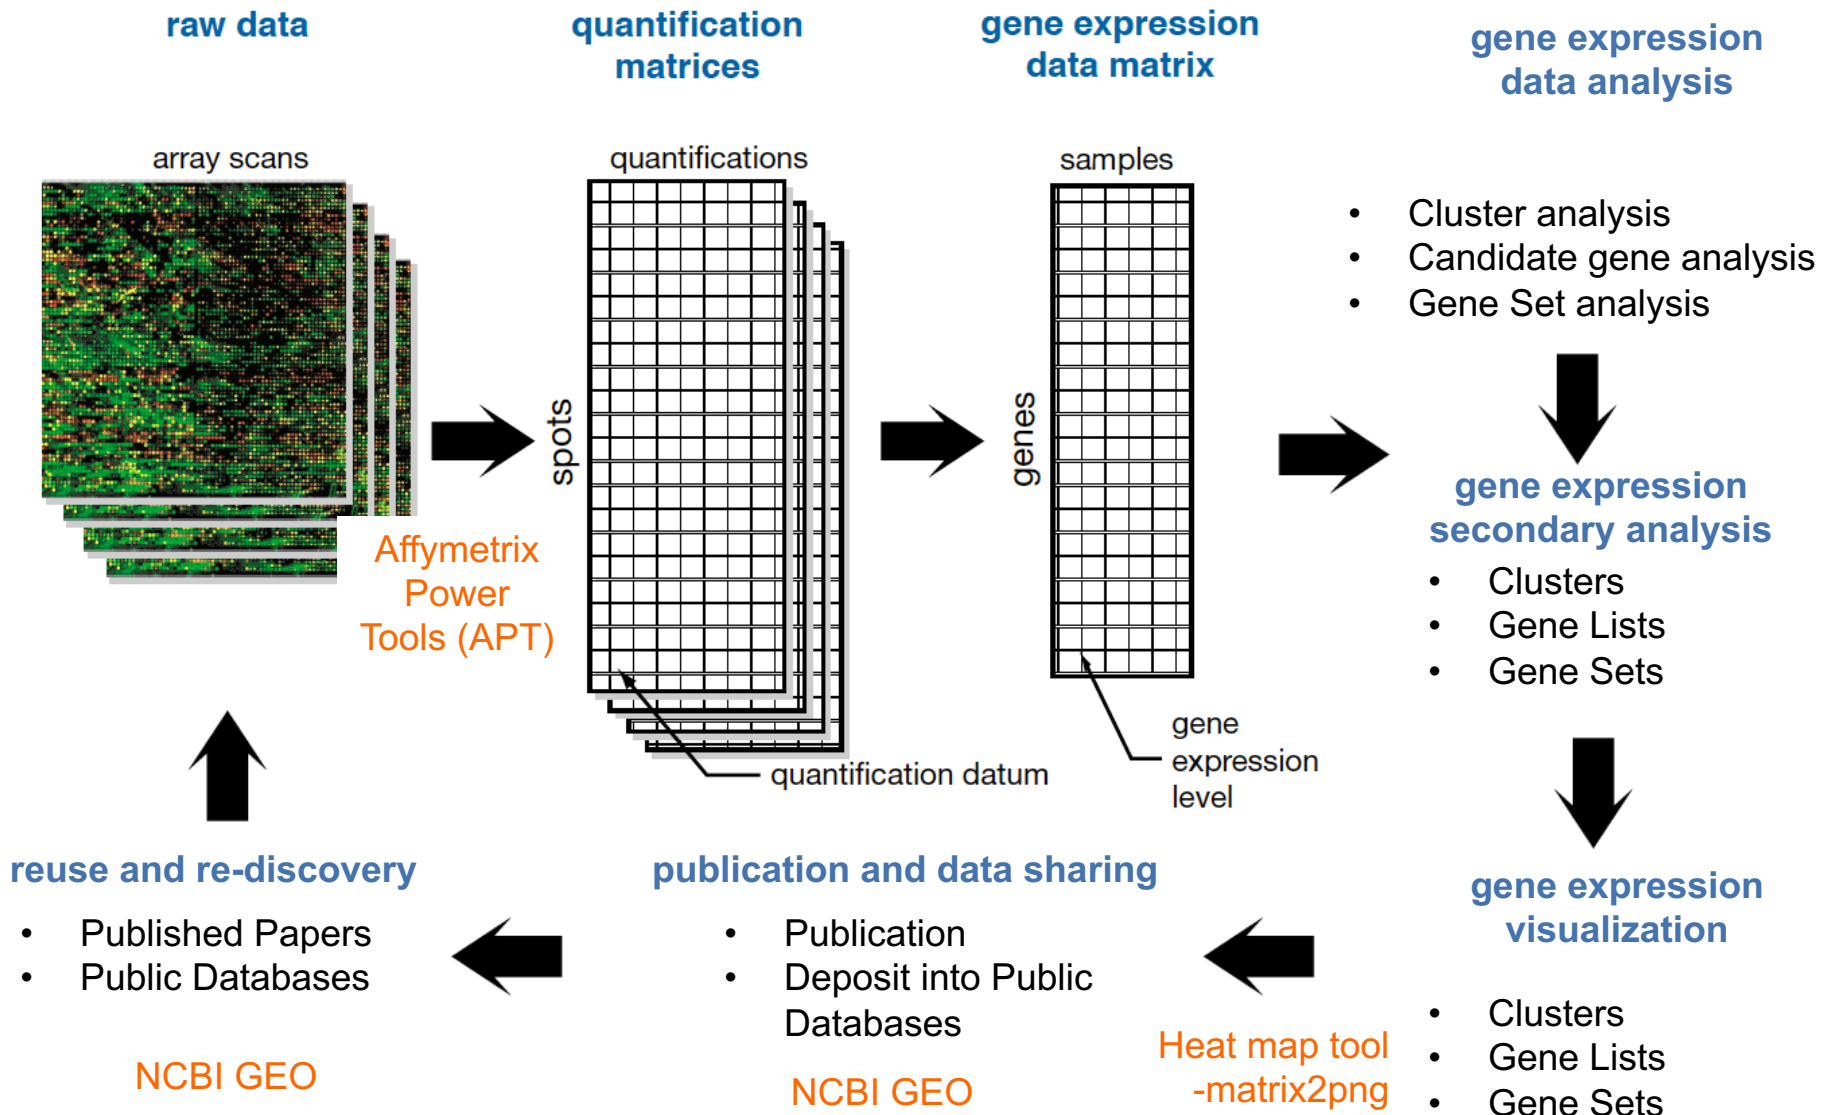 raw data
quantification
matrices
gene expression
data matrix
gene expression
data analysis
array scans
quantifications
samples
spots
genes
• Cluster analysis
• Candidate gene analysis
• Gene Set analysis
Affymetrix
Power
Tools (APT)
quantification datum
gene
expression
level
gene expression
secondary analysis
• Clusters
• Gene Lists
• Gene Sets
gene expression
visualization
• Clusters
• Gene Lists
• Gene Sets
Heat map tool
-matrix2png
publication and data sharing
• Publication
• Deposit into Public
Databases
NCBI GEO
reuse and re-discovery
• Published Papers
• Public Databases
NCBI GEO